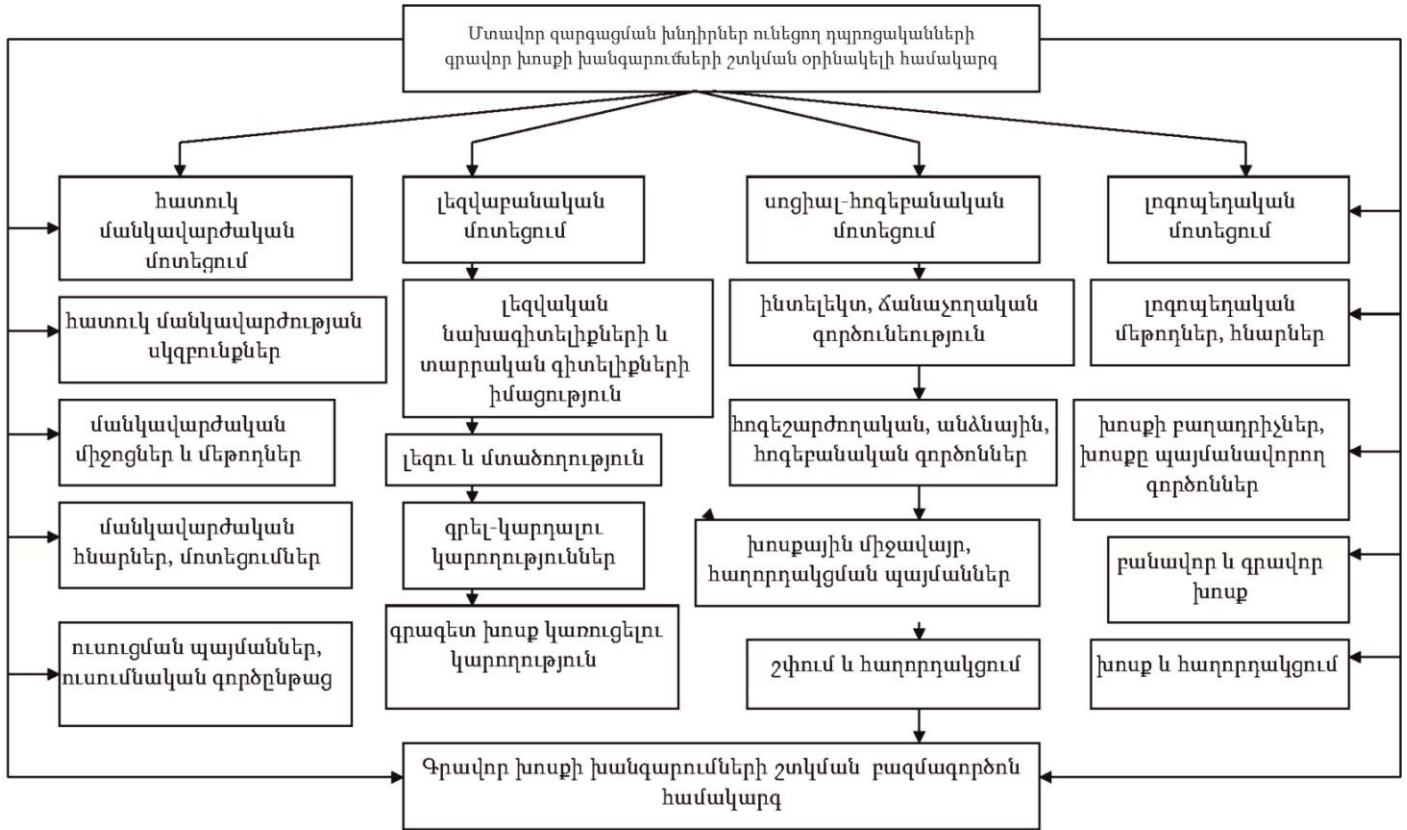 Մտավոր զարգացման խնդիրներ ունեցող դպրոցականների
գրավոր խոսքի խանգարումների շտկման օրինակելի համակարգ
հատուկ
մանկավարժական
մոտեցում
հատուկ մանկավարժության
սկզբունքներ
մանկավարժական
միջոցներ և մեթոդներ
մանկավարժական
հնարներ, մոտեցումներ
ուսուցման պայմաններ,
ուսումնական գործընթաց
լեզվաբանական
մոտեցում
լեզվական
նախագիտելիքների և
տարրական գիտելիքների
իմացություն
լեզու և մտածողություն
գրել-կարդալու
կարողություններ
գրագետ խոսք կառուցելու
կարողություն
սոցիալ-հոգեբանական
մոտեցում
ինտելեկտ, ճանաչողական
գործունեություն
հոգեշարժողական, անձնային,
հոգեբանական գործոններ
խոսքային միջավայր,
հաղորդակցման պայմաններ
շփում և հաղորդակցում
լոգոպեդական
մոտեցում
լոգոպեդական
մեթոդներ, հնարներ
խոսքի բաղադրիչներ,
խոսքը պայմանավորող
գործոններ
բանավոր և գրավոր
խոսք
խոսք և հաղորդակցում
Գրավոր խոսքի խանգարումների շտկման բազմագործոն
համակարգ